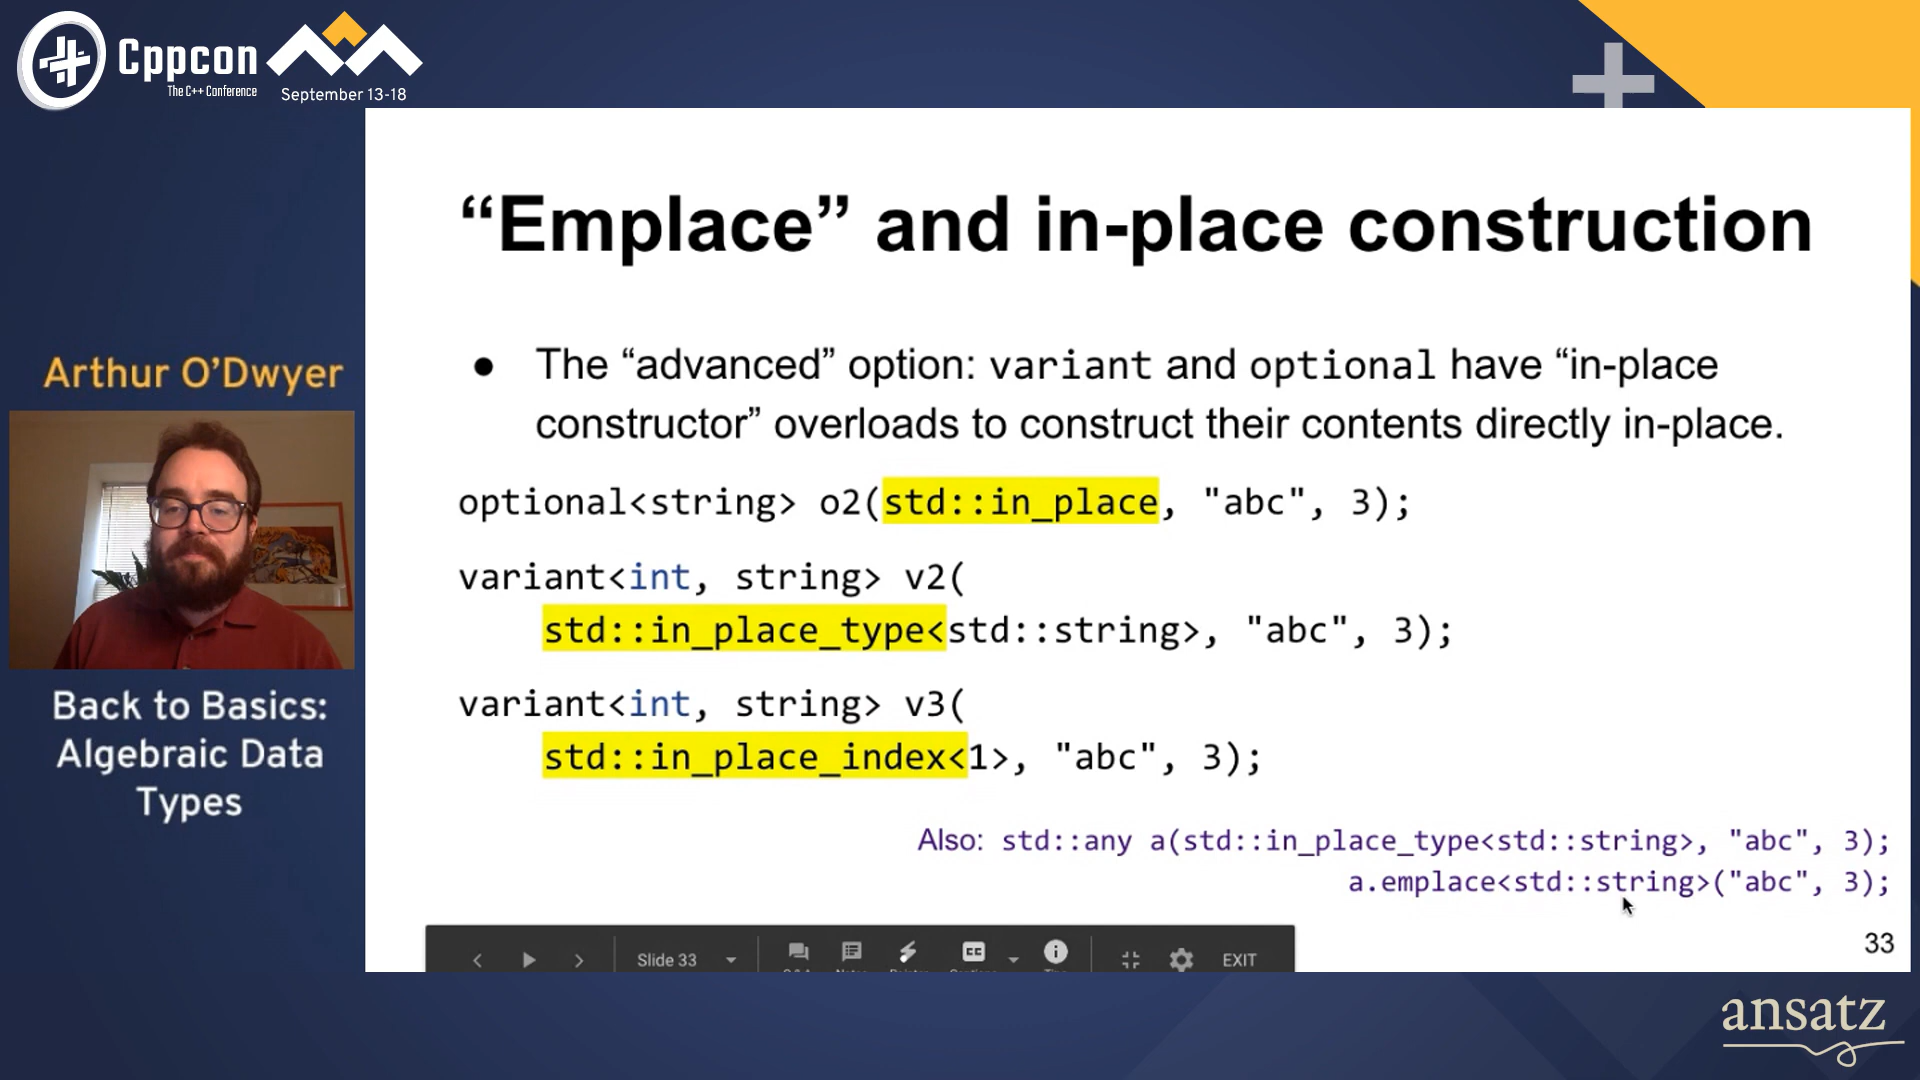 Cppcon
The C++ Conference
September 13-18
Arthur O'Dwyer
Back to Basics:
Algebraic Data
Types
“Emplace” and in-place construction
● The “advanced” option: variant and optional have “in-place
constructor” overloads to construct their contents directly in-place.
optional<string> o2(std::in_place, "abc", 3);
variant<int, string> v2(
std::in_place_type<std::string>, "abc", 3);
variant<int, string> v3(
std::in_place_index<1>, "abc", 3);
Also: std::any a(std::in_place_type<std::string>, "abc", 3);
a.emplace<std::string>("abc", 3);
33
Slide 33
CC
EXIT
ansatz